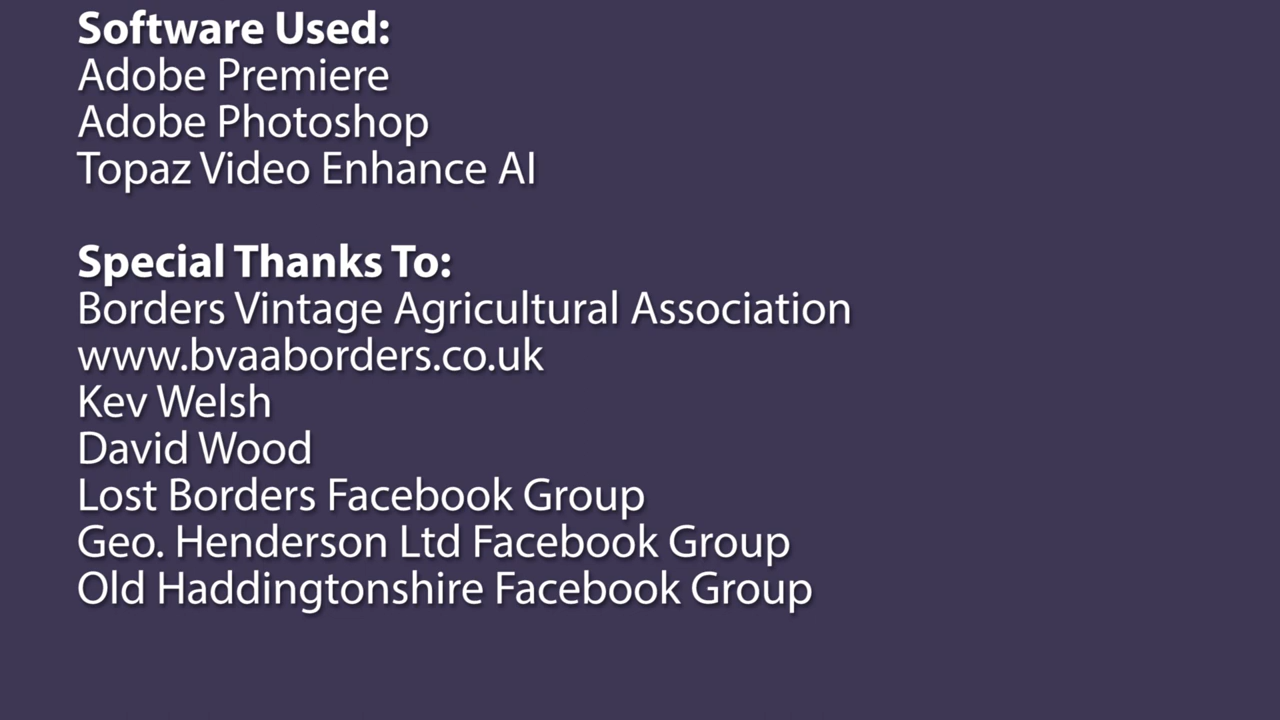 Software Used:
Adobe Premiere
Adobe Photoshop
Topaz Video Enhance AI
Special Thanks To:
Borders Vintage Agricultural Association
www.bvaaborders.co.uk
Kev Welsh
David Wood
Lost Borders Facebook Group
Geo. Henderson Ltd Facebook Group
Old Haddingtonshire Facebook Group